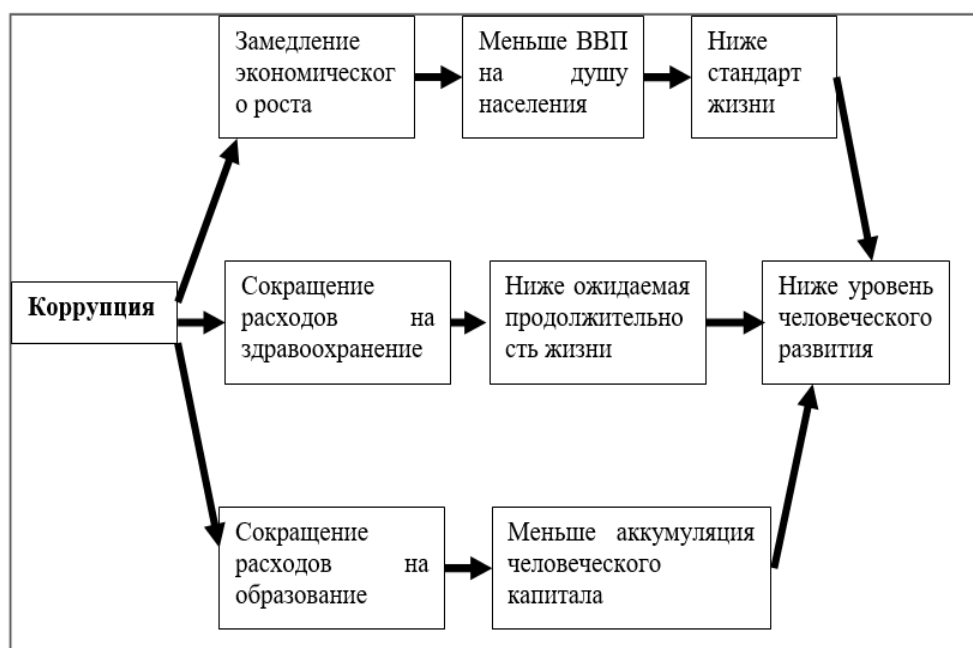 Замедление
экономическог
о роста
Меньше ВВП
на душу
населения
Ниже
стандарт
жизни
Коррупция
Сокращение
расходов на
здравоохранение
Ниже ожидаемая
продолжительно
сть жизни
Ниже уровень
человеческого
развития
Сокращение
расходов на
образование
Меньше аккумуляция
человеческого
капитала